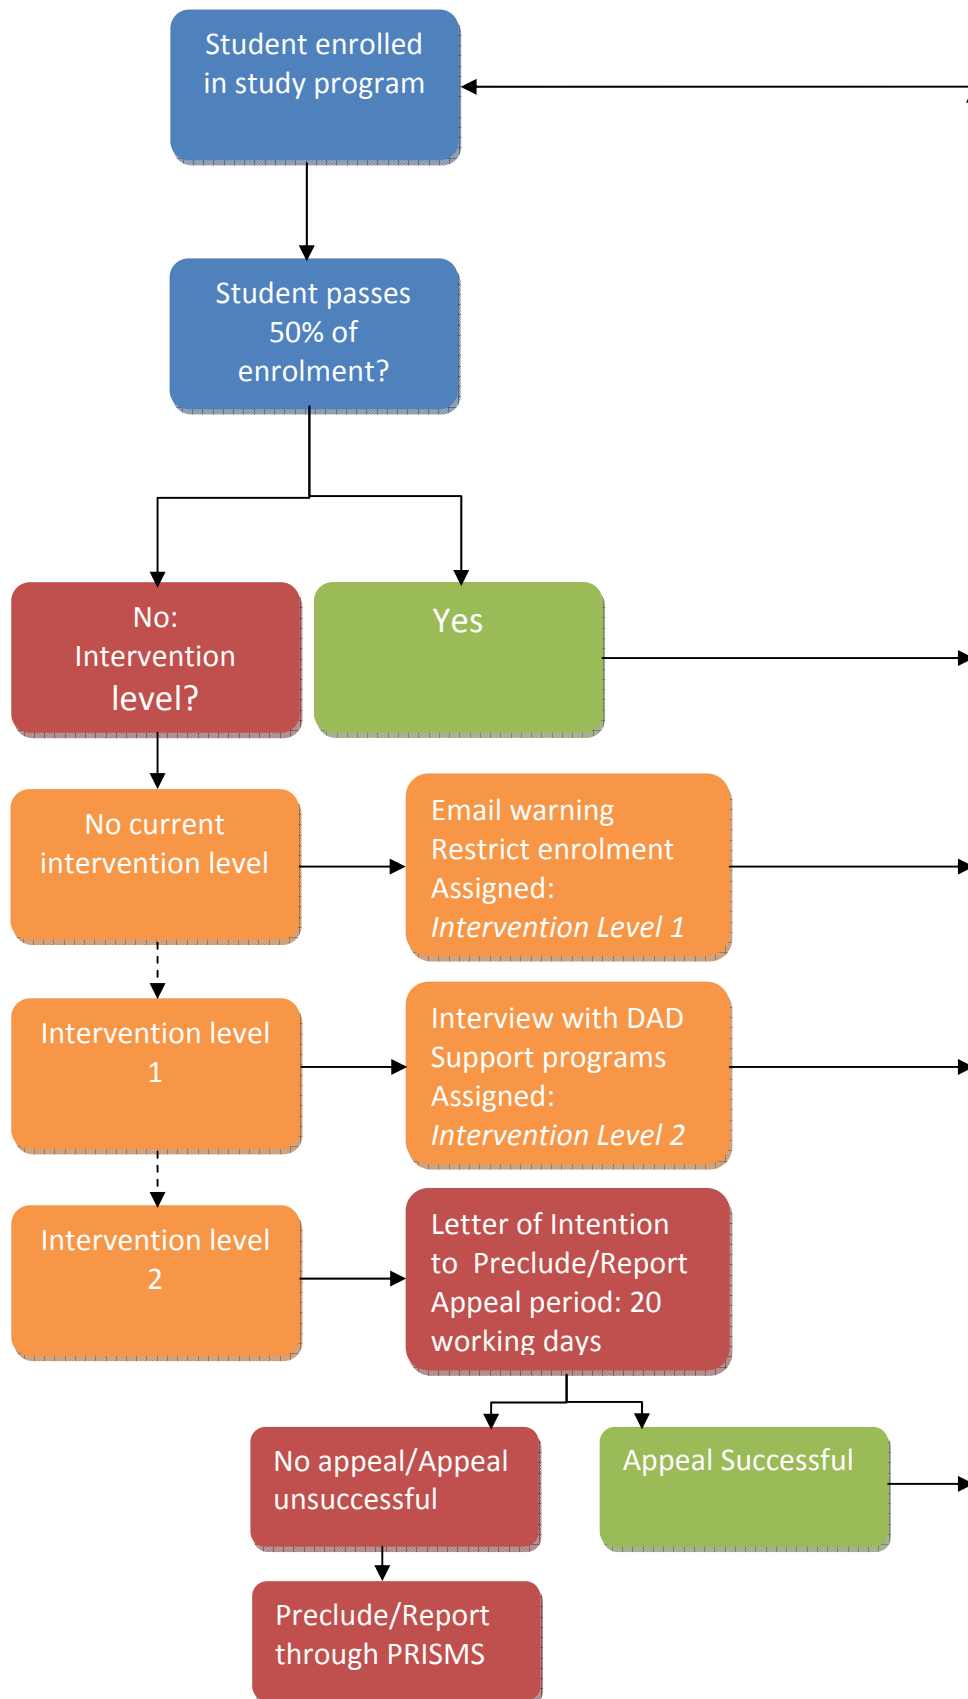 Student enrolled
in study program
Student passes
50% of
enrolment?
No:
Intervention
level?
Yes
No current
intervention level
Email warning
Restrict enrolment
Assigned:
Intervention Level 1
Intervention level
1
Interview with DAD
Support programs
Assigned:
Intervention Level 2
Intervention level
2
Letter of Intention
to Preclude/Report
Appeal period: 20
working days
No appeal/Appeal
unsuccessful
Appeal Successful
Preclude/Report
through PRISMS